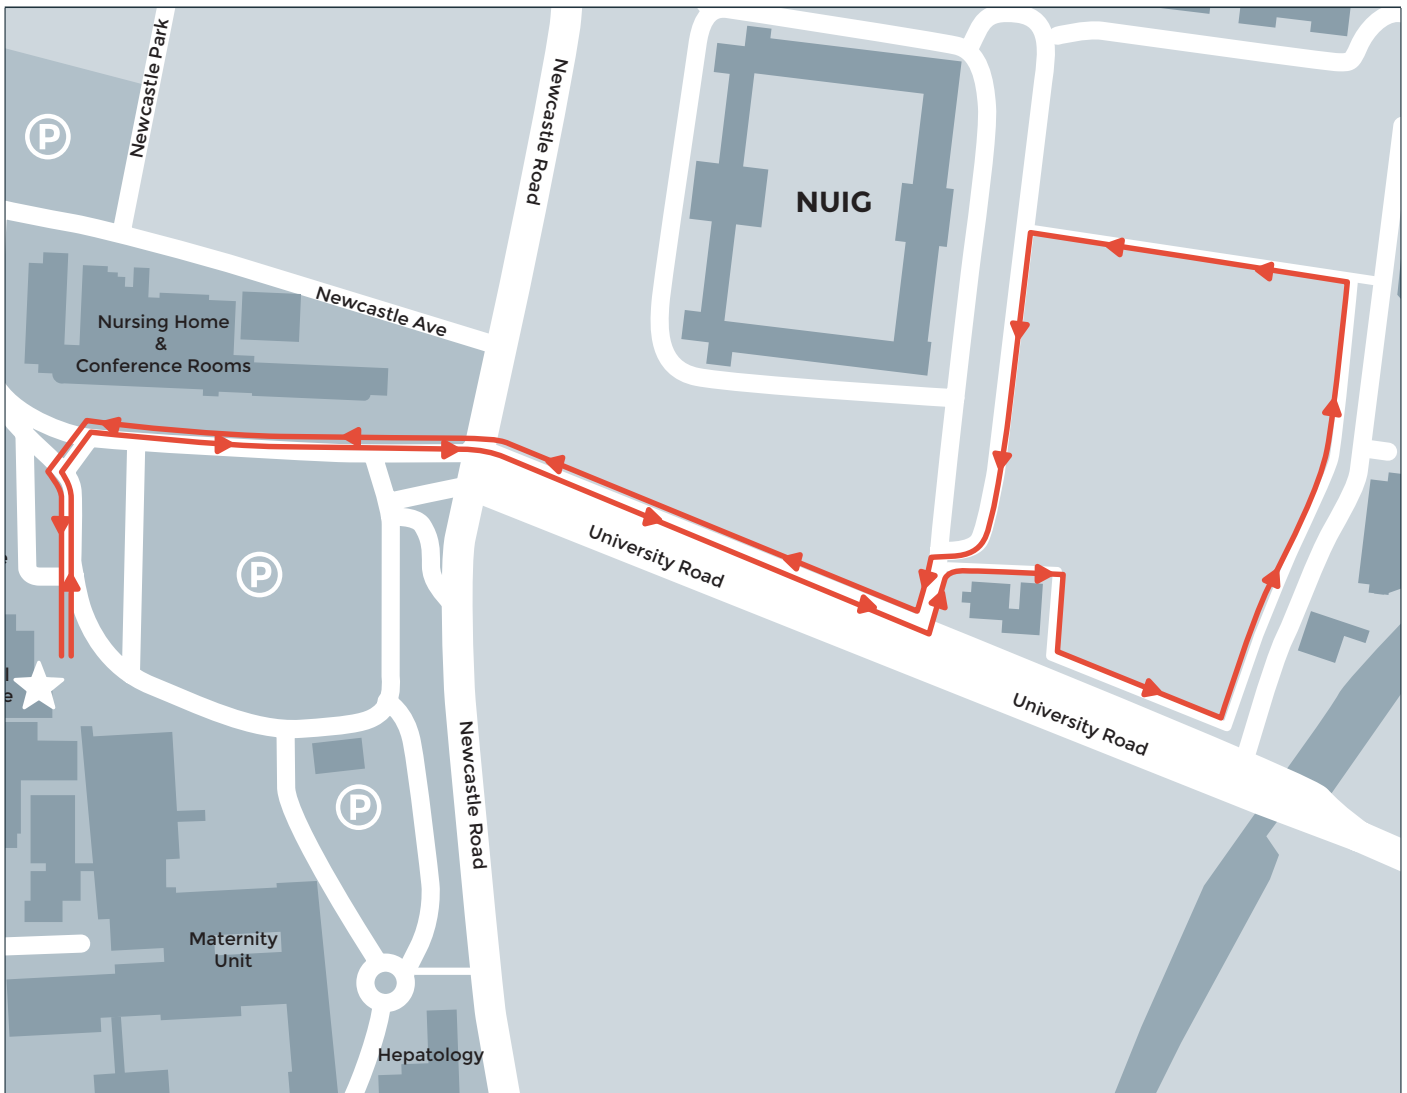 Newcastle Park
Newcastle Road
P
NUIG
Newcastle Ave
Nursing Home
&
Conference Rooms
University Road
P
University Road
Newcastle Road
P
Maternity
Unit
Hepatology